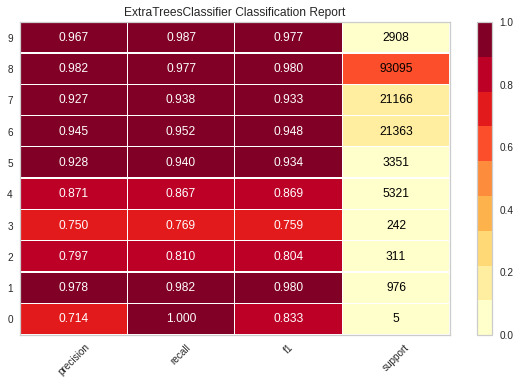 ExtraTreesClassifier Classification Report
9 0.967 0.987 0.977 2908
8 0.982 0.977 0.980 93095
7 0.927 0.938 0.933 21166
6 0.945 0.952 0.948 21363
5 0.928 0.940 0.934 3351
4 0.871 0.867 0.869 5321
3 0.750 0.769 0.759 242
2 0.797 0.810 0.804 311
1 0.978 0.982 0.980 976
0 0.714 1.000 0.833 5
precision recall f1 support
1.0
0.8
0.6
0.4
0.2
0.0